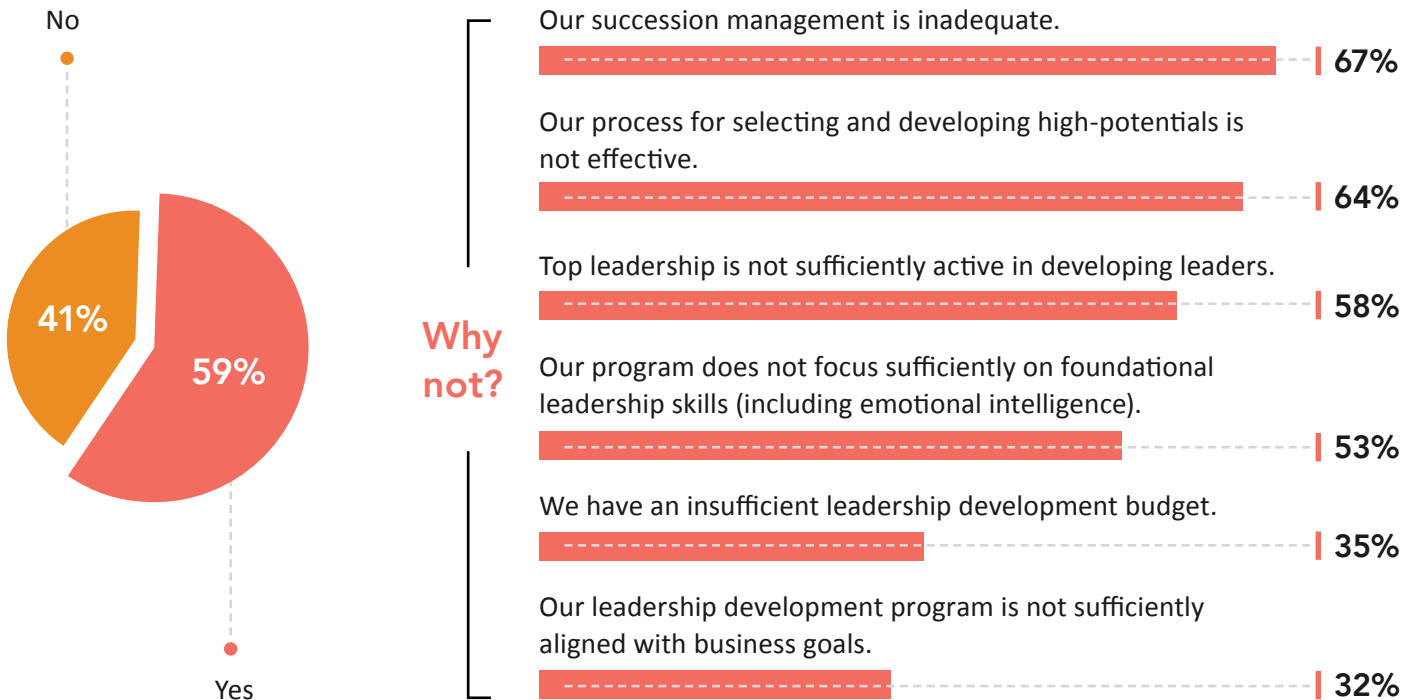 No
41%
59%
Yes
Why
not?
Our succession management is inadequate.
67%
Our process for selecting and developing high-potentials is
not effective.
64%
Top leadership is not sufficiently active in developing leaders.
58%
Our program does not focus sufficiently on foundational
leadership skills (including emotional intelligence).
53%
We have an insufficient leadership development budget.
35%
Our leadership development program is not sufficiently
aligned with business goals.
32%